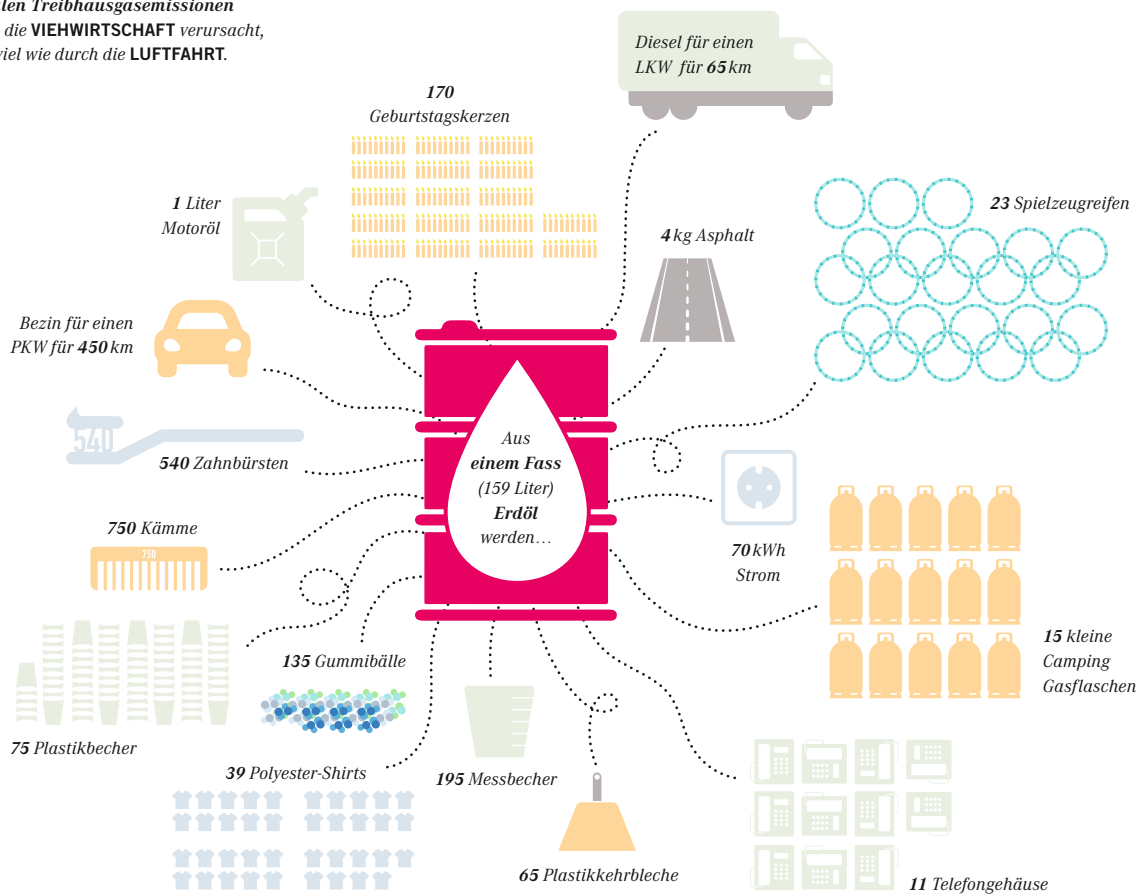 alen Treibhausgasemissionen
die VIEHWIRTSCHAFT verursacht,
viel wie durch die LUFTFAHRT.
Diesel für einen
LKW für 65 km
170
Geburtstagskerzen
1 Liter
Motoröl
4 kg Asphalt
23 Spielzeugreifen
Bezin für einen
PKW für 450 km
540
540 Zahnbürsten
Aus
einem Fass
(159 Liter)
Erdöl
werden…
750 Kämme
750
70 kWh
Strom
15 kleine
Camping
Gasflaschen
135 Gummibälle
75 Plastikbecher
39 Polyester-Shirts
195 Messbecher
65 Plastikkehrbleche
11 Telefongehäuse